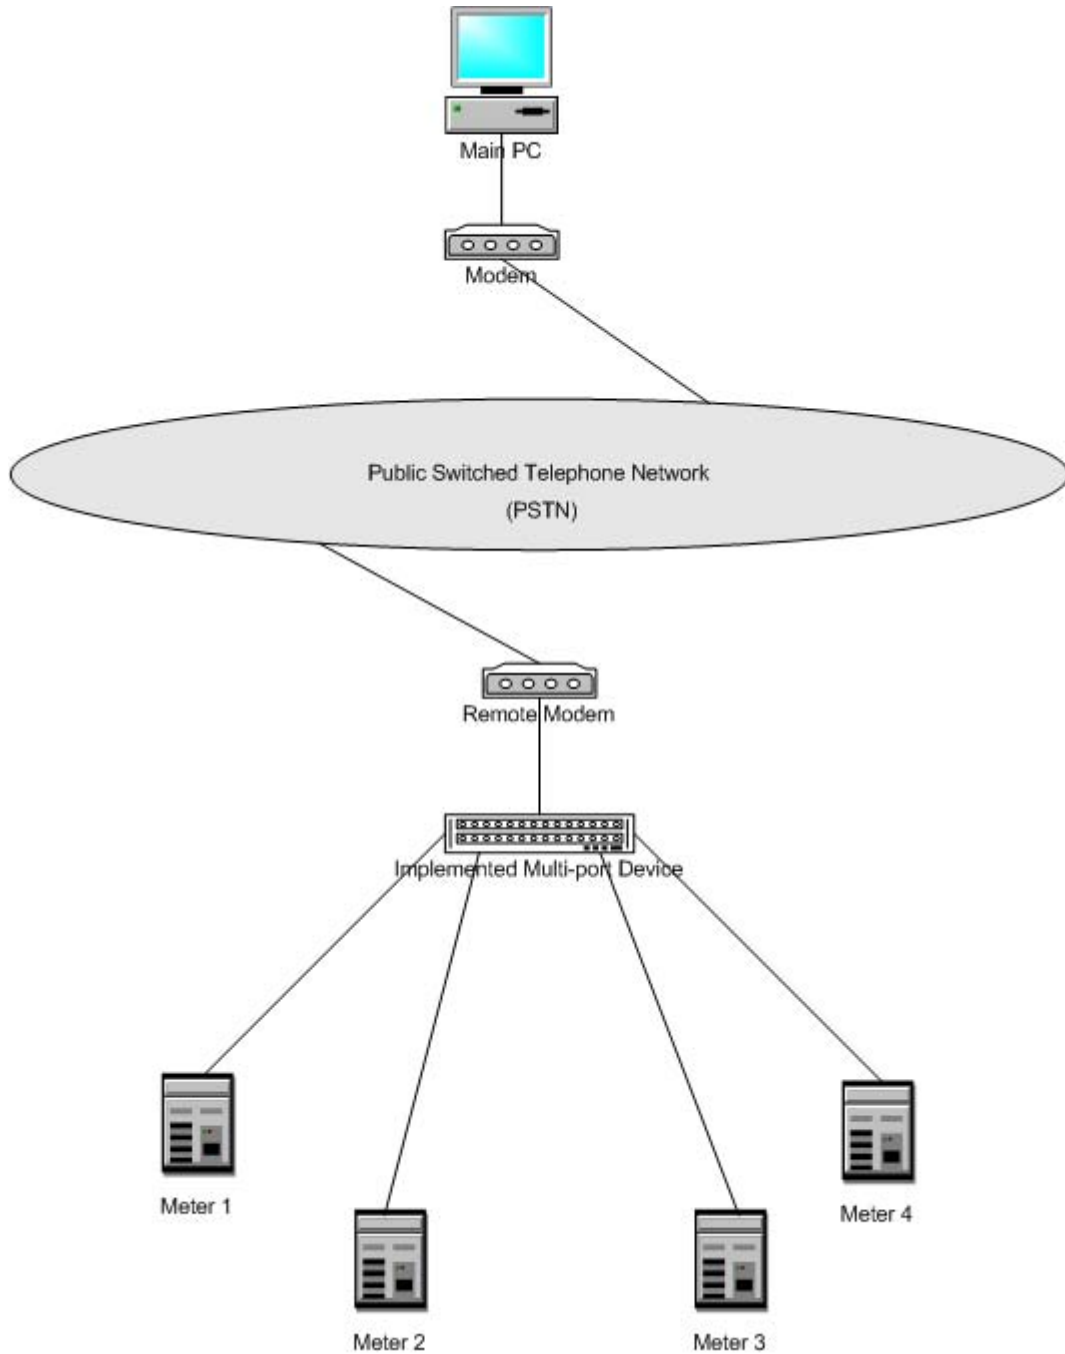 Main PC
Modem
Public Switched Telephone Network
(PSTN)
Remote Modem
Implemented Multi-port Device
Meter 1
Meter 4
Meter 2
Meter 3